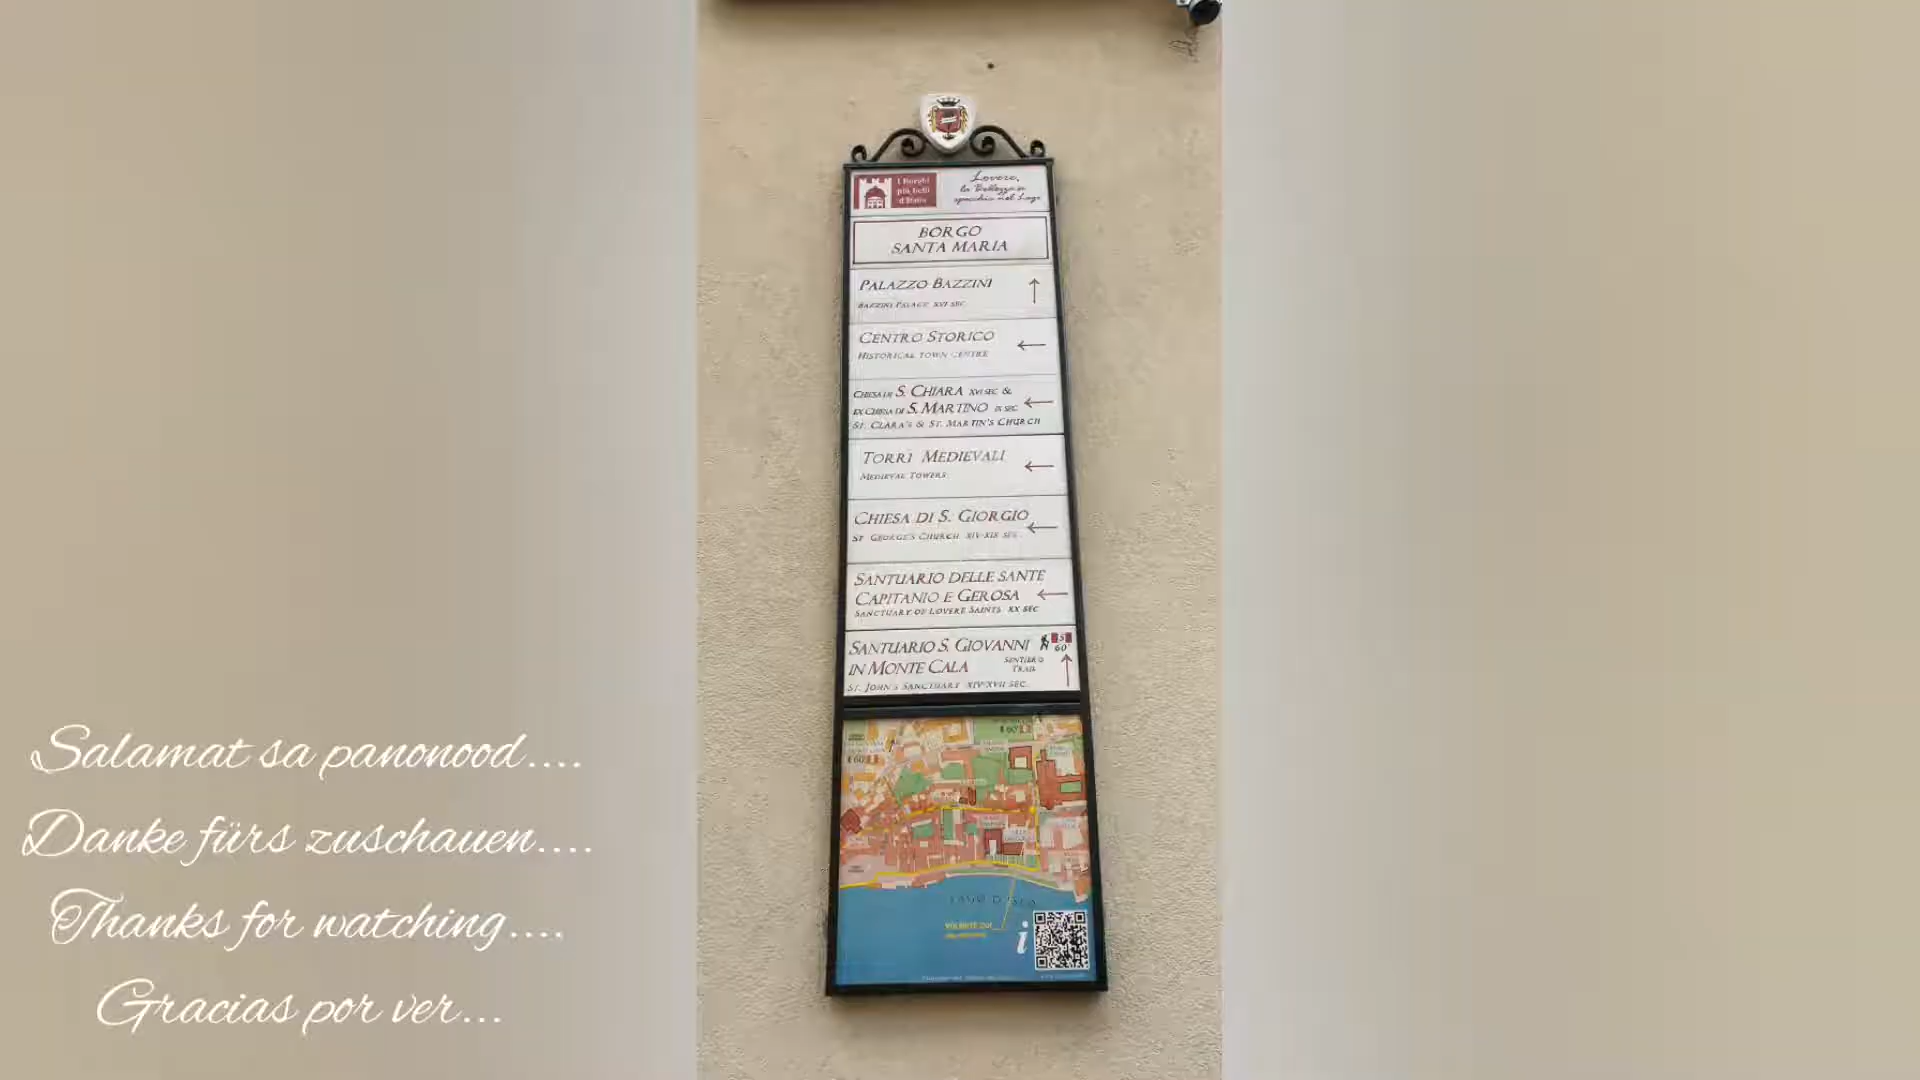 I Borghi
più belli
d'Italia
Lovere,
la Bellezza si
specchia nel Lago
BORGO
SANTA MARIA
PALAZZO BAZZINI
BAZZINI PALACE XVI SEC
CENTRO STORICO
HISTORICAL TOWN CENTRE
CHIESA DI S. CHIARA XVI SEC &
EX CHIESA DI S. MARTINO IX SEC
ST. CLARA'S & ST. MARTIN'S CHURCH
TORRI MEDIEVALI
MEDIEVAL TOWERS
CHIESA DI S. GIORGIO
ST GEORGE'S CHURCH XIV-XIX SEC.
SANTUARIO DELLE SANTE
CAPITANIO E GEROSA
SANCTUARY OF LOVERE SAINTS XX SEC
SANTUARIO S. GIOVANNI
IN MONTE CALA
SENTIERO
TRAIL
ST. JOHN'S SANCTUARY XIV-XVII SEC.
LAGO D'ISEO
i
Salamat sa panonood....
Danke fürs zuschauen....
Thanks for watching....
Gracias por ver...